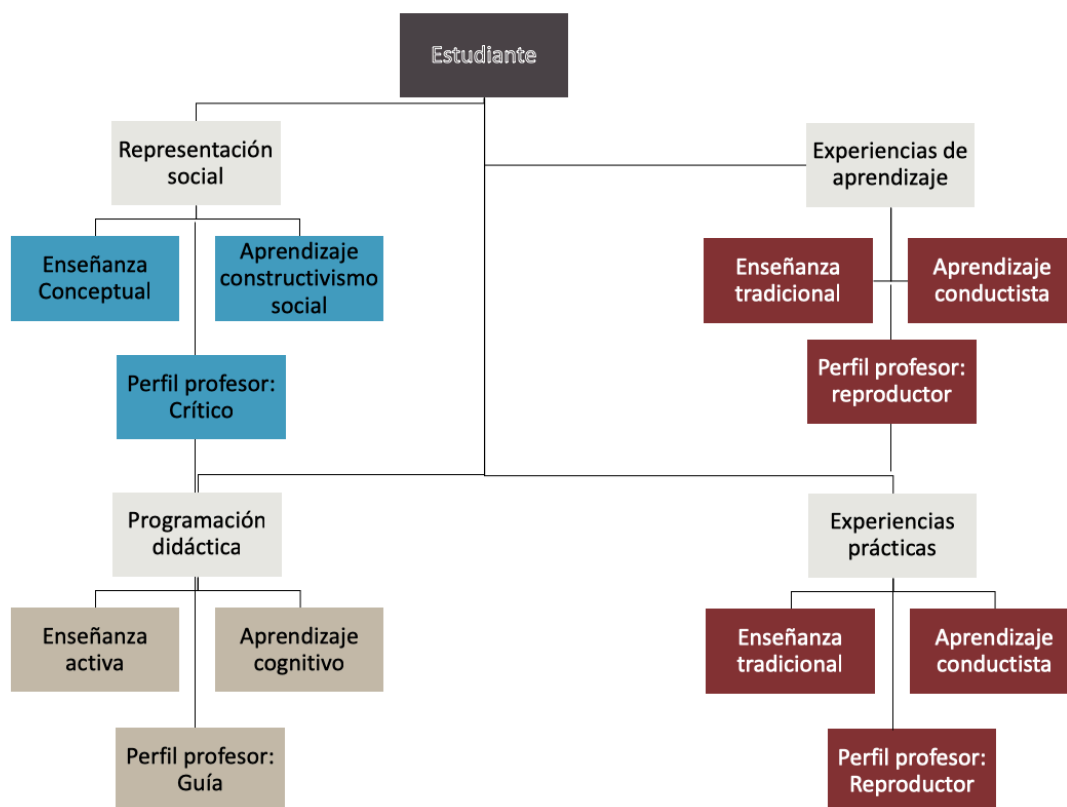 Estudiante
Representación
social
Enseñanza
Conceptual
Aprendizaje
constructivismo
social
Perfil profesor:
Crítico
Experiencias de
aprendizaje
Enseñanza
tradicional
Aprendizaje
conductista
Perfil profesor:
reproductor
Programación
didáctica
Enseñanza
activa
Aprendizaje
cognitivo
Perfil profesor:
Guía
Experiencias
prácticas
Enseñanza
tradicional
Aprendizaje
conductista
Perfil profesor:
Reproductor